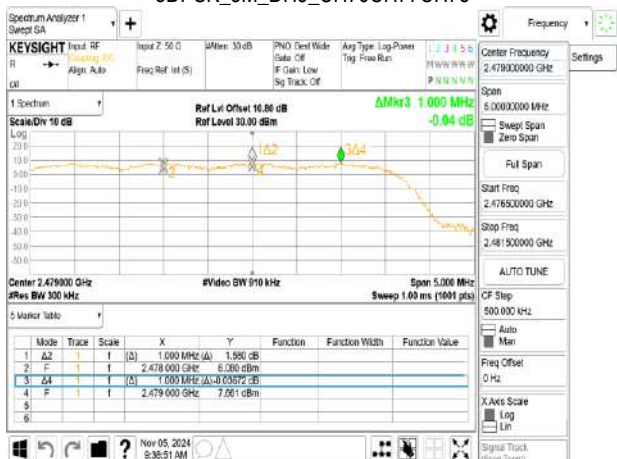 Spectrum Analyzer 1
Swept SA
+
Frequency
KEYSIGHT
Input: RF
Align: Auto
Input Z: 50 Ω
Freq Ref: Int (S)
#Atten: 30 dB
PNO: Best Wide
Gate: Off
IF Gain: Low
Sig Track: Off
Avg Type: Log-Power
Trig: Free Run
1 2 3 4 5 6
P N N N N N
Center Frequency
2.479000000 GHz
Settings
Span
5.00000000 MHz
Swept Span
Zero Span
Full Span
Start Freq
2.476500000 GHz
Stop Freq
2.481500000 GHz
AUTO TUNE
CF Step
500.000 kHz
Auto
Man
Freq Offset
0 Hz
X Axis Scale
Log
Lin
Signal Track
1 Spectrum
Scale/Div 10 dB
Log
Ref Lvl Offset 10.80 dB
Ref Level 30.00 dBm
ΔMkr3 1.000 MHz
-0.04 dB
1Δ2
3Δ4
2
4
Center 2.479000 GHz
#Res BW 300 kHz
#Video BW 910 kHz
Span 5.000 MHz
Sweep 1.00 ms (1001 pts)
5 Marker Table
Mode Trace Scale X Y Function Function Width Function Value
1 Δ2 1 f (Δ) 1.000 MHz (Δ) 1.580 dB
2 F 1 f 2.478 000 GHz 6.080 dBm
3 Δ4 1 f (Δ) 1.000 MHz (Δ) -0.03672 dB
4 F 1 f 2.479 000 GHz 7.661 dBm
5
6
?
Nov 05, 2024
9:38:51 AM